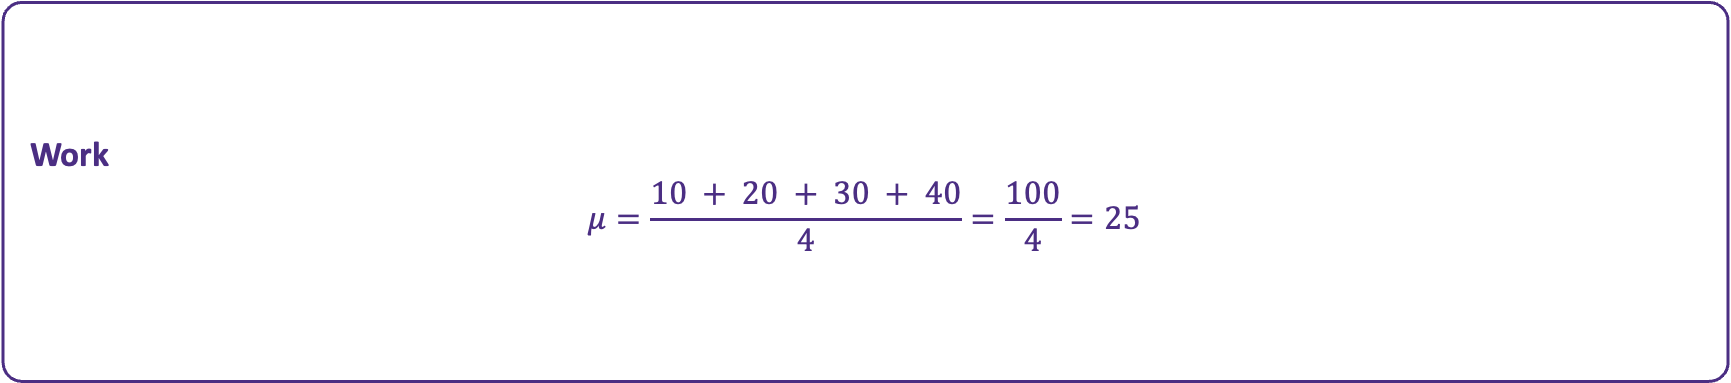 Work
μ = (10 + 20 + 30 + 40)/4 = 100/4 = 25